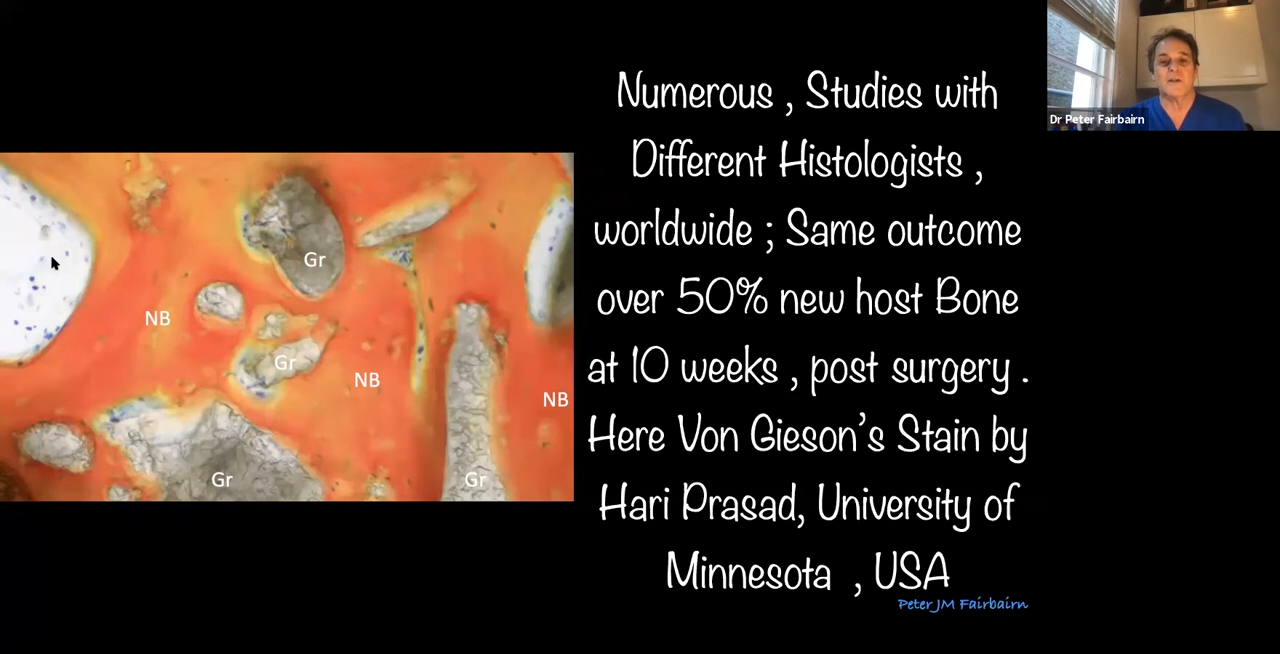 Numerous , Studies with
Different Histologists ,
worldwide ; Same outcome
over 50% new host Bone
at 10 weeks , post surgery .
Here Von Gieson's Stain by
Hari Prasad, University of
Minnesota , USA
Peter JM Fairbairn
Dr Peter Fairbairn
Gr
NB
Gr
NB
NB
Gr
Gr